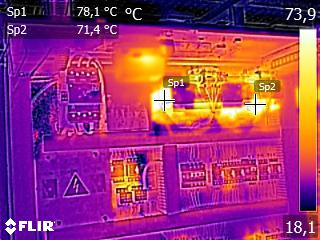 Sp1 78,1 °C °C 73,9
Sp2 71,4 °C
Sp1
Sp2
FLIR 18,1